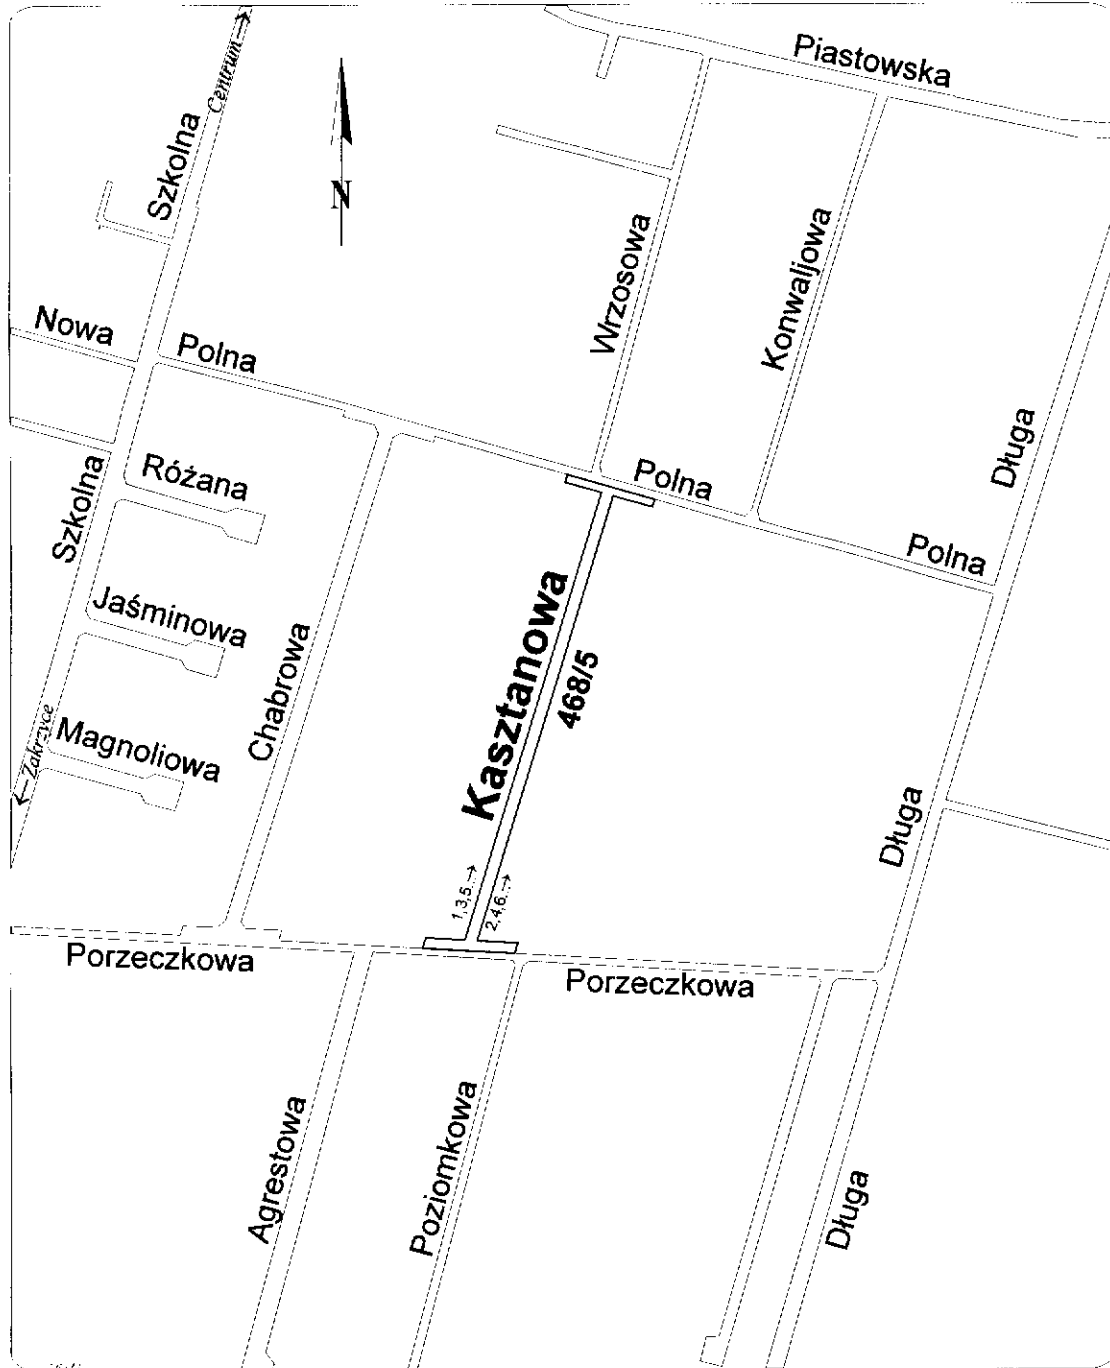 Piastowska
Centrum →
Szkolna
N
Wrzosowa
Konwaljowa
Nowa
Polna
Długa
Różana
Polna
Szkolna
Polna
Kasztanowa
468/5
Jaśminowa
Chabrowa
← Zakrzyce
Magnoliowa
Długa
1,3,5...→
2,4,6...→
Porzeczkowa
Porzeczkowa
Agrestowa
Poziomkowa
Długa